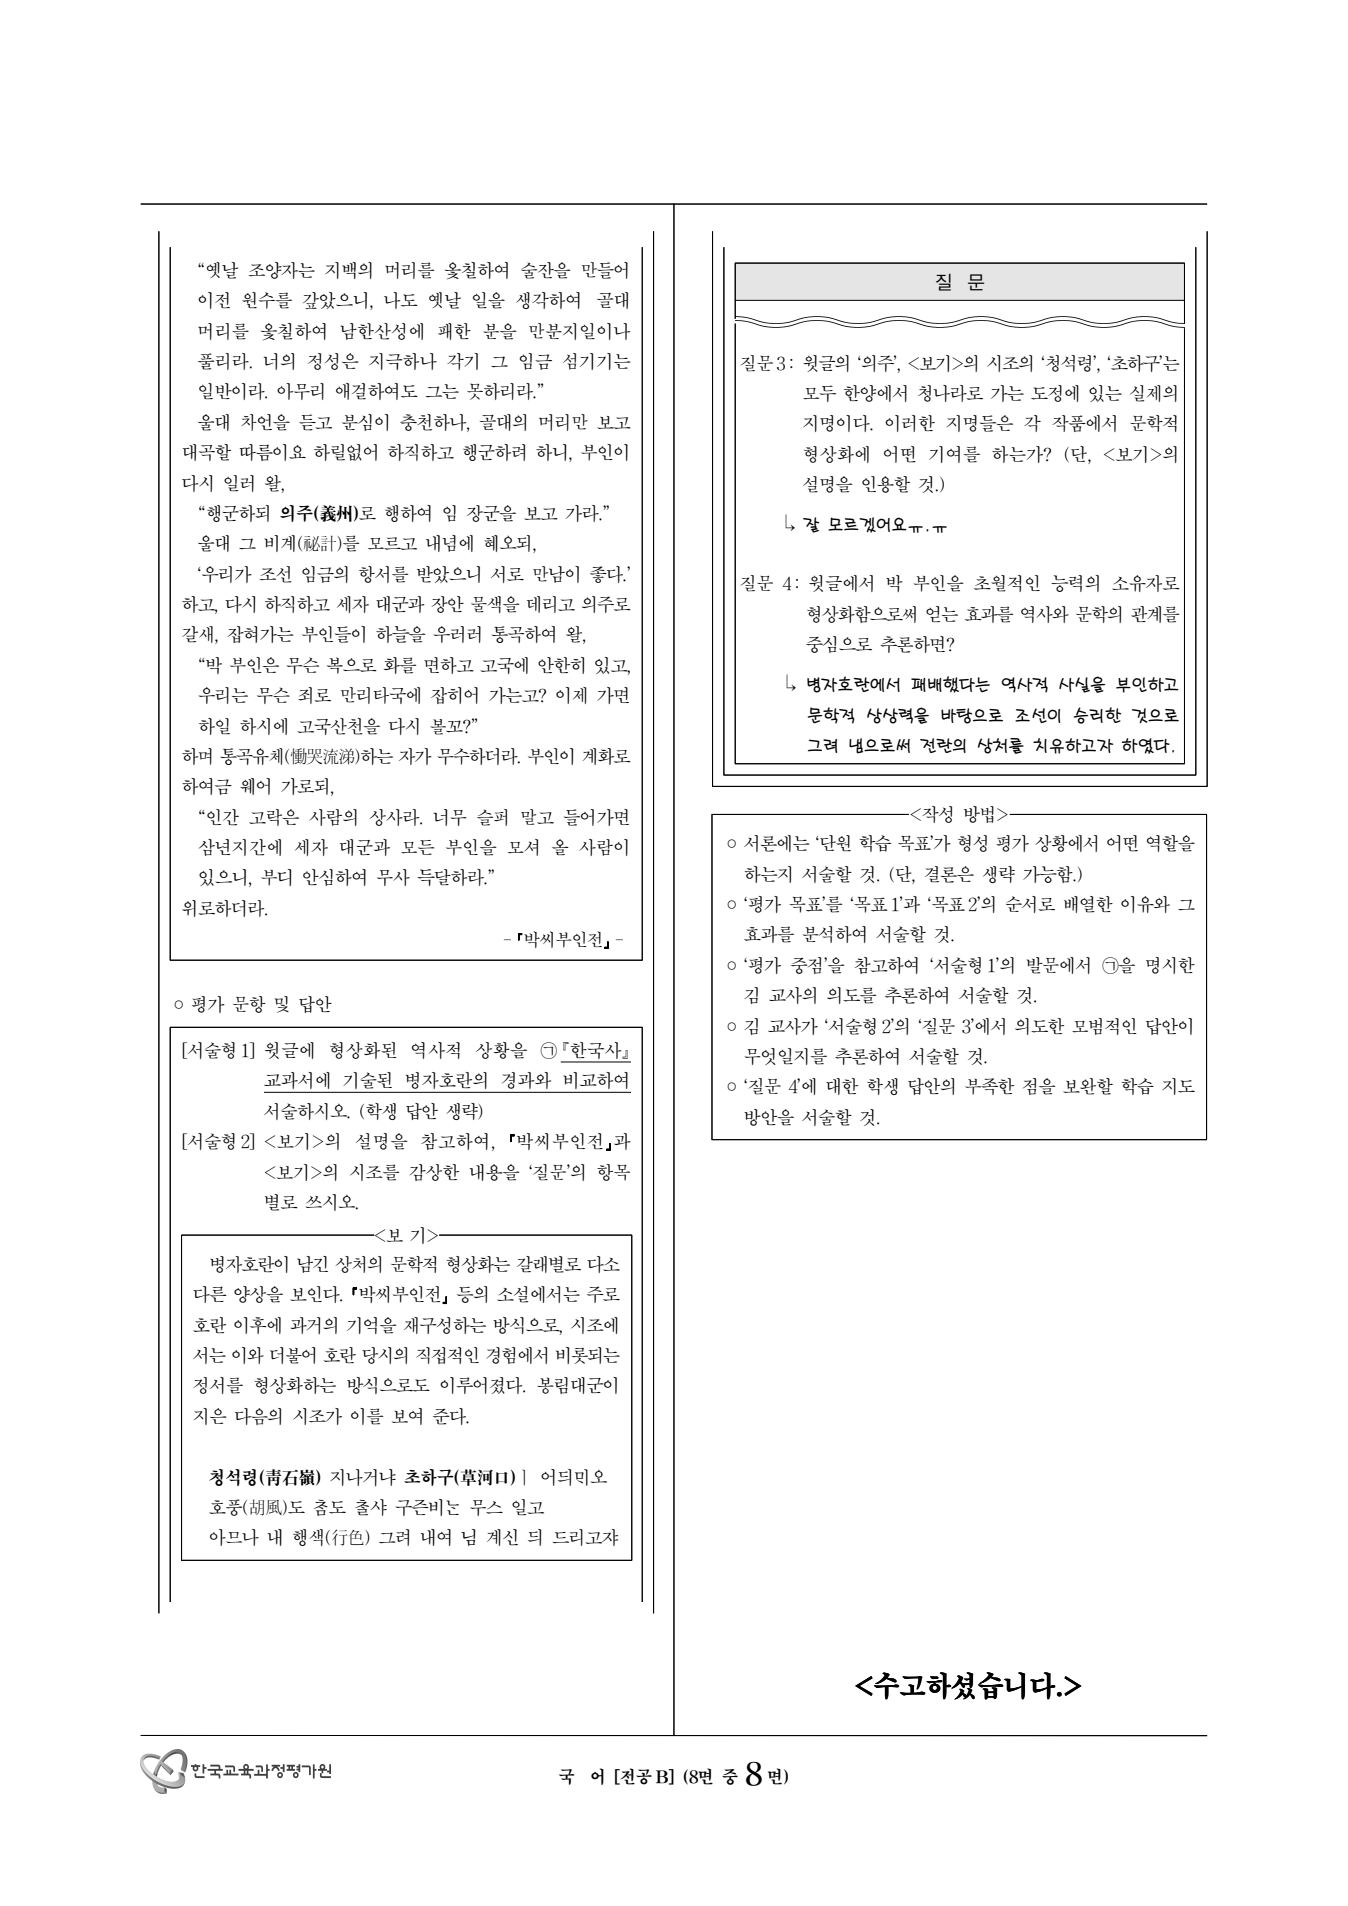 “옛날 조양자는 지백의 머리를 옻칠하여 술잔을 만들어
이전 원수를 갚았으니, 나도 옛날 일을 생각하여 골대
머리를 옻칠하여 남한산성에 패한 분을 만분지일이나
풀리라. 너의 정성은 지극하나 각기 그 임금 섬기기는
일반이라. 아무리 애걸하여도 그는 못하리라.”
울대 차언을 듣고 분심이 충천하나, 골대의 머리만 보고
대곡할 따름이요 하릴없어 하직하고 행군하려 하니, 부인이
다시 일러 왈,
“행군하되 의주(義州)로 행하여 임 장군을 보고 가라.”
울대 그 비계(祕計)를 모르고 내념에 혜오되,
‘우리가 조선 임금의 항서를 받았으니 서로 만남이 좋다.’
하고, 다시 하직하고 세자 대군과 장안 물색을 데리고 의주로
갈새, 잡혀가는 부인들이 하늘을 우러러 통곡하여 왈,
“박 부인은 무슨 복으로 화를 면하고 고국에 안한히 있고,
우리는 무슨 죄로 만리타국에 잡히어 가는고? 이제 가면
하일 하시에 고국산천을 다시 볼꼬?”
하며 통곡유체(慟哭流涕)하는 자가 무수하더라. 부인이 계화로
하여금 웨어 가로되,
“인간 고락은 사람의 상사라. 너무 슬퍼 말고 들어가면
삼년지간에 세자 대군과 모든 부인을 모셔 올 사람이
있으니, 부디 안심하여 무사 득달하라.”
위로하더라.
-『박씨부인전』-
○ 평가 문항 및 답안
[서술형 1] 윗글에 형상화된 역사적 상황을 ㉠『한국사』
교과서에 기술된 병자호란의 경과와 비교하여
서술하시오. (학생 답안 생략)
[서술형 2] <보기>의 설명을 참고하여, 『박씨부인전』과
<보기>의 시조를 감상한 내용을 ‘질문’의 항목
별로 쓰시오.
<보 기>
병자호란이 남긴 상처의 문학적 형상화는 갈래별로 다소
다른 양상을 보인다. 『박씨부인전』 등의 소설에서는 주로
호란 이후에 과거의 기억을 재구성하는 방식으로, 시조에
서는 이와 더불어 호란 당시의 직접적인 경험에서 비롯되는
정서를 형상화하는 방식으로도 이루어졌다. 봉림대군이
지은 다음의 시조가 이를 보여 준다.
청석령(靑石嶺) 지나거냐 초하구(草河口)ㅣ 어듸미오
호풍(胡風)도 춤도 출샤 구즌비는 무스 일고
아므나 내 행색(行色) 그려 내여 님 계신 듸 드리고쟈
질 문
질문 3 : 윗글의 ‘의주’, <보기>의 시조의 ‘청석령’, ‘초하구’는
모두 한양에서 청나라로 가는 도정에 있는 실제의
지명이다. 이러한 지명들은 각 작품에서 문학적
형상화에 어떤 기여를 하는가? (단, <보기>의
설명을 인용할 것.)
↳ 잘 모르겠어요ㅠ.ㅠ
질문 4 : 윗글에서 박 부인을 초월적인 능력의 소유자로
형상화함으로써 얻는 효과를 역사와 문학의 관계를
중심으로 추론하면?
↳ 병자호란에서 패배했다는 역사적 사실을 부인하고
문학적 상상력을 바탕으로 조선이 승리한 것으로
그려 냄으로써 전란의 상처를 치유하고자 하였다.
<작성 방법>
○ 서론에는 ‘단원 학습 목표’가 형성 평가 상황에서 어떤 역할을
하는지 서술할 것. (단, 결론은 생략 가능함.)
○ ‘평가 목표’를 ‘목표 1’과 ‘목표 2’의 순서로 배열한 이유와 그
효과를 분석하여 서술할 것.
○ ‘평가 중점’을 참고하여 ‘서술형 1’의 발문에서 ㉠을 명시한
김 교사의 의도를 추론하여 서술할 것.
○ 김 교사가 ‘서술형 2’의 ‘질문 3’에서 의도한 모범적인 답안이
무엇일지를 추론하여 서술할 것.
○ ‘질문 4’에 대한 학생 답안의 부족한 점을 보완할 학습 지도
방안을 서술할 것.
<수고하셨습니다.>
한국교육과정평가원
국 어 [전공 B] (8면 중 8 면)